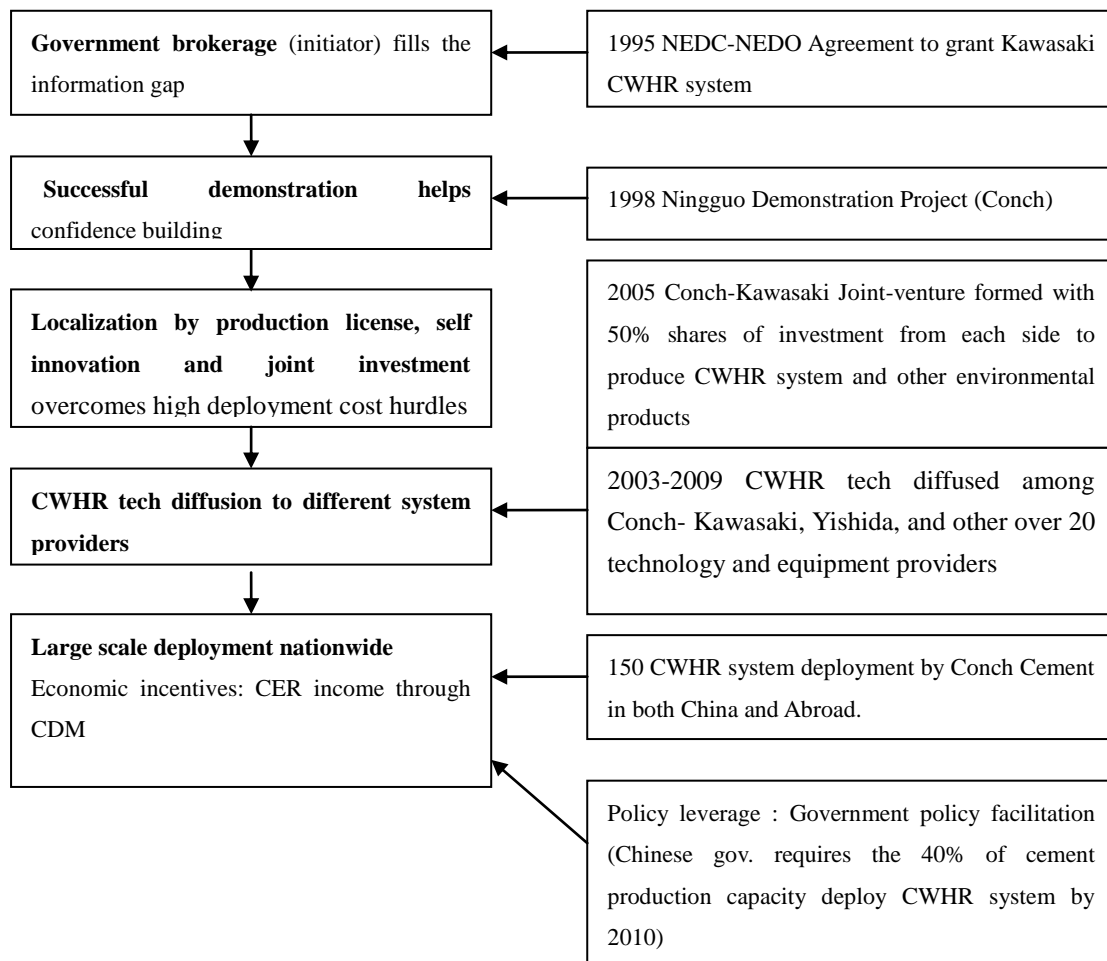 Government brokerage (initiator) fills the
information gap
1995 NEDC-NEDO Agreement to grant Kawasaki
CWHR system
Successful demonstration helps
confidence building
1998 Ningguo Demonstration Project (Conch)
Localization by production license, self
innovation and joint investment
overcomes high deployment cost hurdles
2005 Conch-Kawasaki Joint-venture formed with
50% shares of investment from each side to
produce CWHR system and other environmental
products
CWHR tech diffusion to different system
providers
2003-2009 CWHR tech diffused among
Conch- Kawasaki, Yishida, and other over 20
technology and equipment providers
Large scale deployment nationwide
Economic incentives: CER income through
CDM
150 CWHR system deployment by Conch Cement
in both China and Abroad.
Policy leverage : Government policy facilitation
(Chinese gov. requires the 40% of cement
production capacity deploy CWHR system by
2010)